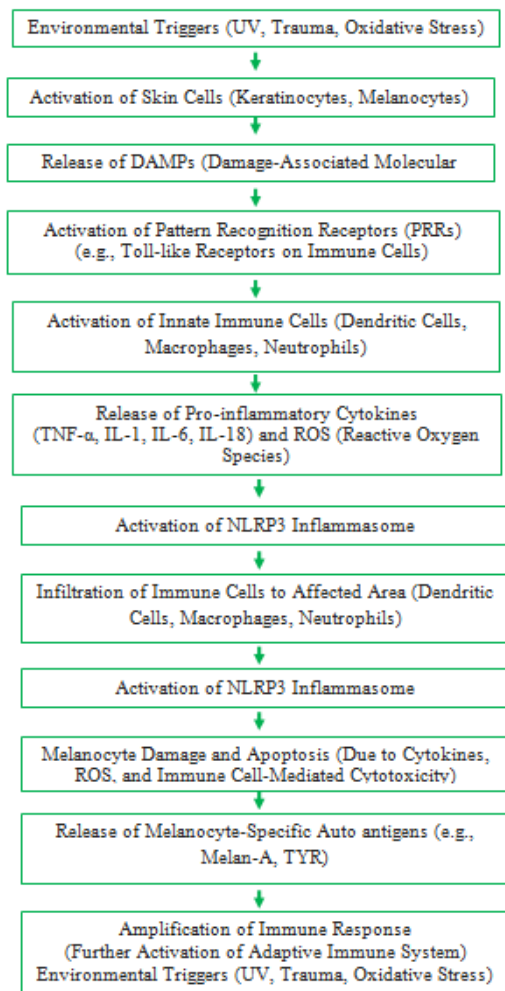 Environmental Triggers (UV, Trauma, Oxidative Stress)
Activation of Skin Cells (Keratinocytes, Melanocytes)
Release of DAMPs (Damage-Associated Molecular
Activation of Pattern Recognition Receptors (PRRs)
(e.g., Toll-like Receptors on Immune Cells)
Activation of Innate Immune Cells (Dendritic Cells,
Macrophages, Neutrophils)
Release of Pro-inflammatory Cytokines
(TNF-α, IL-1, IL-6, IL-18) and ROS (Reactive Oxygen
Species)
Activation of NLRP3 Inflammasome
Infiltration of Immune Cells to Affected Area (Dendritic
Cells, Macrophages, Neutrophils)
Activation of NLRP3 Inflammasome
Melanocyte Damage and Apoptosis (Due to Cytokines,
ROS, and Immune Cell-Mediated Cytotoxicity)
Release of Melanocyte-Specific Auto antigens (e.g.,
Melan-A, TYR)
Amplification of Immune Response
(Further Activation of Adaptive Immune System)
Environmental Triggers (UV, Trauma, Oxidative Stress)